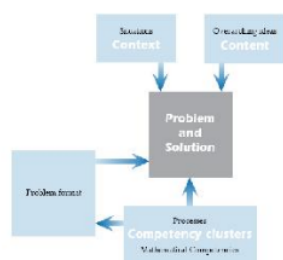 Situations
Context
Overarching ideas
Content
Problem
and
Solution
Problem format
Processes
Competency clusters
Mathematical Competencies